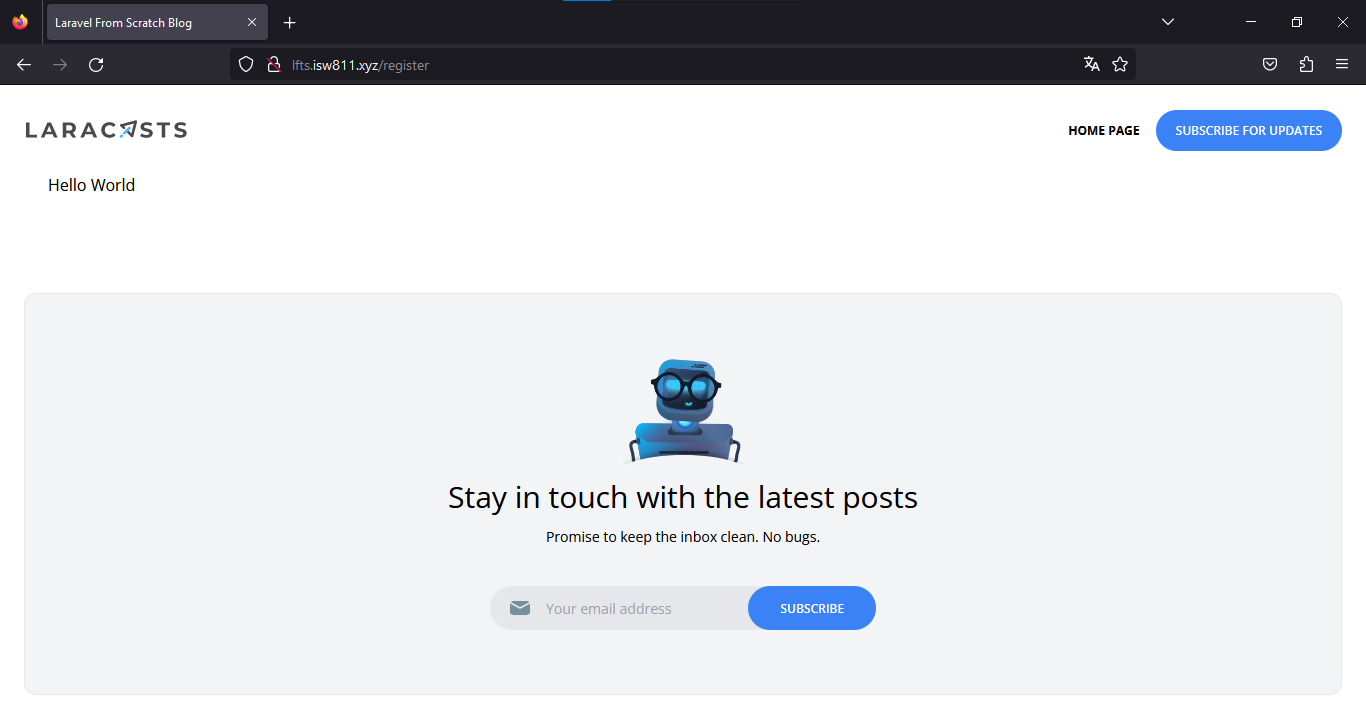 Laravel From Scratch Blog
lfts.isw811.xyz/register
LARACASTS
HOME PAGE
SUBSCRIBE FOR UPDATES
Hello World
Stay in touch with the latest posts
Promise to keep the inbox clean. No bugs.
Your email address
SUBSCRIBE